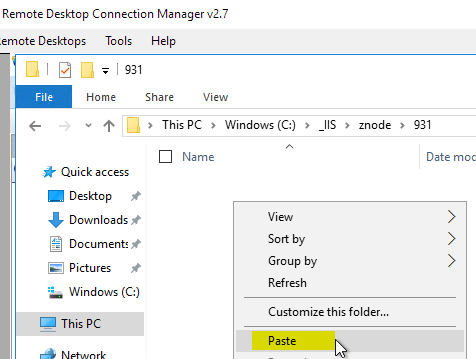 Remote Desktop Connection Manager v2.7
Remote Desktops Tools Help
931
File Home Share View
This PC > Windows (C:) > _IIS > znode > 931
Name Date mod
Quick access
Desktop
Downloads
Documents
Pictures
Windows (C:)
This PC
Network
View
Sort by
Group by
Refresh
Customize this folder...
Paste